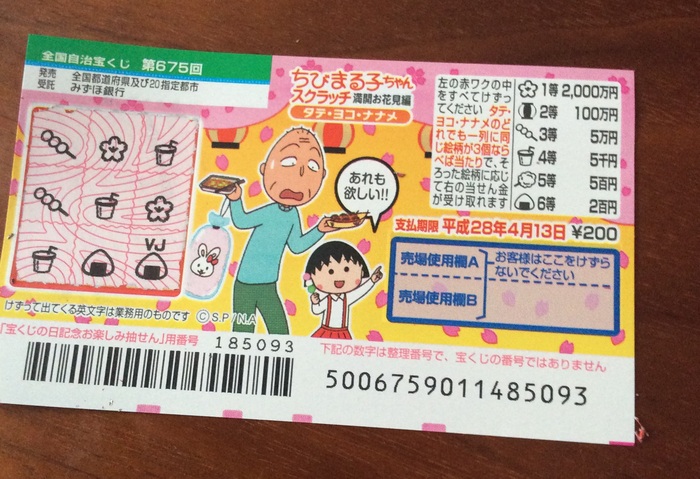 全国自治宝くじ 第675回
発売 全国都道府県及び20指定都市
受託 みずほ銀行
ちびまる子ちゃん
スクラッチ 満開お花見編
タテ・ヨコ・ナナメ
左の赤ワクの中
をすべてけずっ
てください タテ・
ヨコ・ナナメのど
れでも一列に同
じ絵柄が3個なら
べば当たりで、そ
ろった絵柄に応じ
て右の当せん金
が受け取れます
1等 2,000万円
2等 100万円
3等 5万円
4等 5千円
5等 5百円
6等 2百円
支払期限 平成28年4月13日 ¥200
あれも
欲しい!!
VJ
売場使用欄A
お客様はここをけずら
ないでください
売場使用欄B
けずって出てくる英文字は業務用のものです
©S.P/N.A
「宝くじの日記念お楽しみ抽せん」用番号 185093
下記の数字は整理番号で、宝くじの番号ではありません
5006759011485093